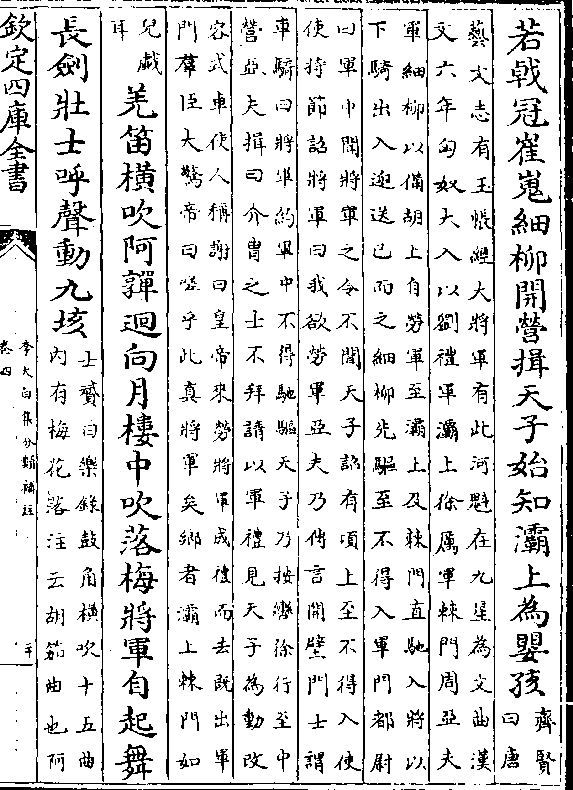 若㦸冠崔嵬細柳開營揖天子始知灞上為嬰孩齊賢
曰唐
藝文志有玉帳經大將軍有此河魁在九星為文曲漢
文六年匈奴大入以劉禮軍灞上徐厲軍棘門周亞夫
軍細柳以備胡上自勞軍至灞上及棘門直馳入將以
下騎出入迎送已而之細柳先驅至不得入軍門都尉
曰軍中聞將軍之令不聞天子詔有頃上至不得入使
使持節詔將軍曰我欲勞軍亞夫乃傳言開壁門士謂
車騎曰將軍約軍中不得馳驅天子乃按轡徐行至中
營亞夫揖曰介胄之士不拜請以軍禮見天子為動改
容式車使人稱謝曰皇帝來勞將軍成禮而去既出軍
門羣臣大驚帝曰嗟乎此真將軍矣鄉者灞上棘門如
兒戯
耳
羌笛橫吹阿嚲迴向月樓中吹落梅將軍自起舞
長劍壯士呼聲動九垓
士贇曰樂錄鼓角橫吹十五曲
内有梅花落注云胡笳曲也阿
欽定四庫全書
李太白集分類補註
卷四